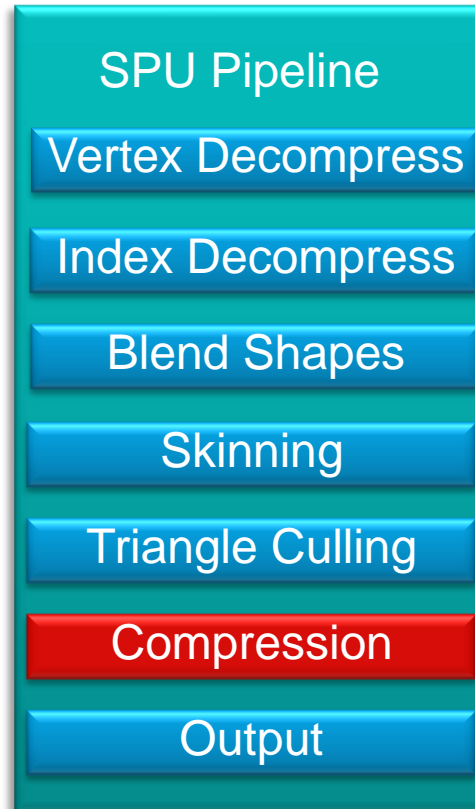 SPU Pipeline
Vertex Decompress
Index Decompress
Blend Shapes
Skinning
Triangle Culling
Compression
Output